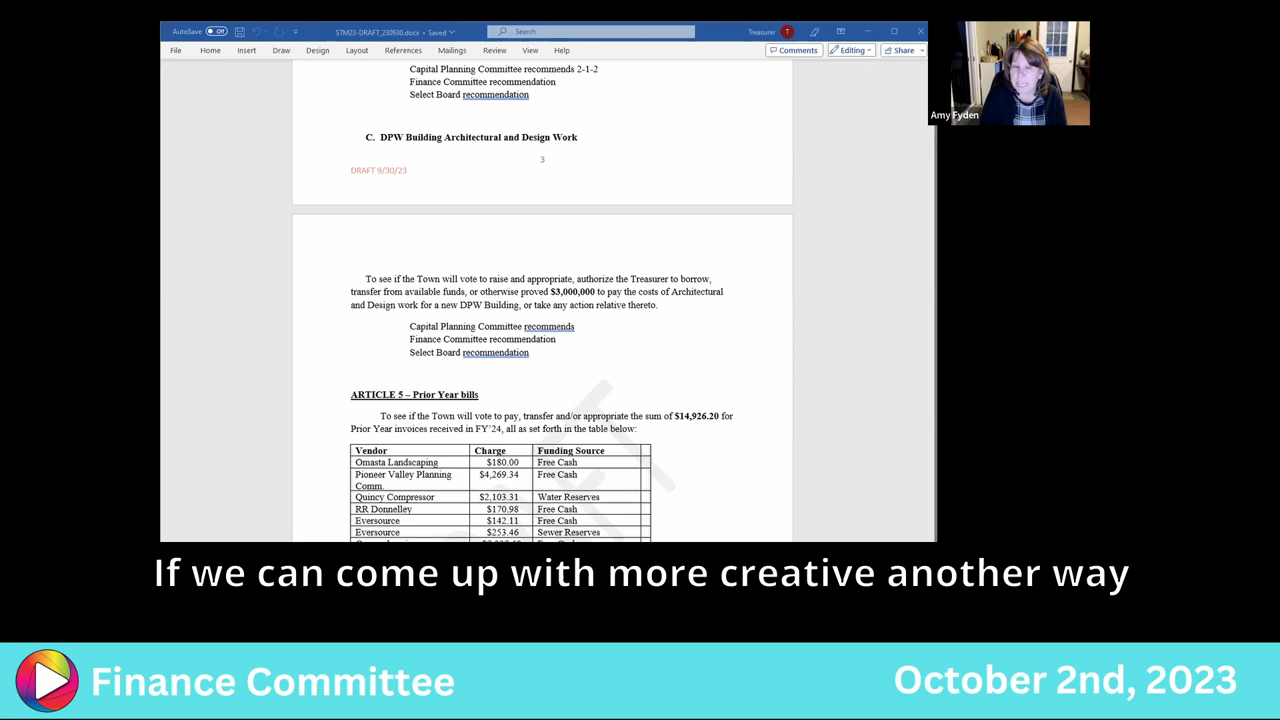 AutoSave Off STM23-DRAFT_230930.docx • Saved Search Treasurer T
File Home Insert Draw Design Layout References Mailings Review View Help Comments Editing Share
Capital Planning Committee recommends 2-1-2
Finance Committee recommendation
Select Board recommendation
Amy Fyden
C. DPW Building Architectural and Design Work
3
DRAFT 9/30/23
To see if the Town will vote to raise and appropriate, authorize the Treasurer to borrow,
transfer from available funds, or otherwise proved $3,000,000 to pay the costs of Architectural
and Design work for a new DPW Building, or take any action relative thereto.
Capital Planning Committee recommends
Finance Committee recommendation
Select Board recommendation
ARTICLE 5 – Prior Year bills
To see if the Town will vote to pay, transfer and/or appropriate the sum of $14,926.20 for
Prior Year invoices received in FY'24, all as set forth in the table below:
Vendor Charge Funding Source
Omasta Landscaping $180.00 Free Cash
Pioneer Valley Planning $4,269.34 Free Cash
Comm.
Quincy Compressor $2,103.31 Water Reserves
RR Donnelley $170.98 Free Cash
Eversource $142.11 Free Cash
Eversource $253.46 Sewer Reserves
If we can come up with more creative another way
Finance Committee
October 2nd, 2023